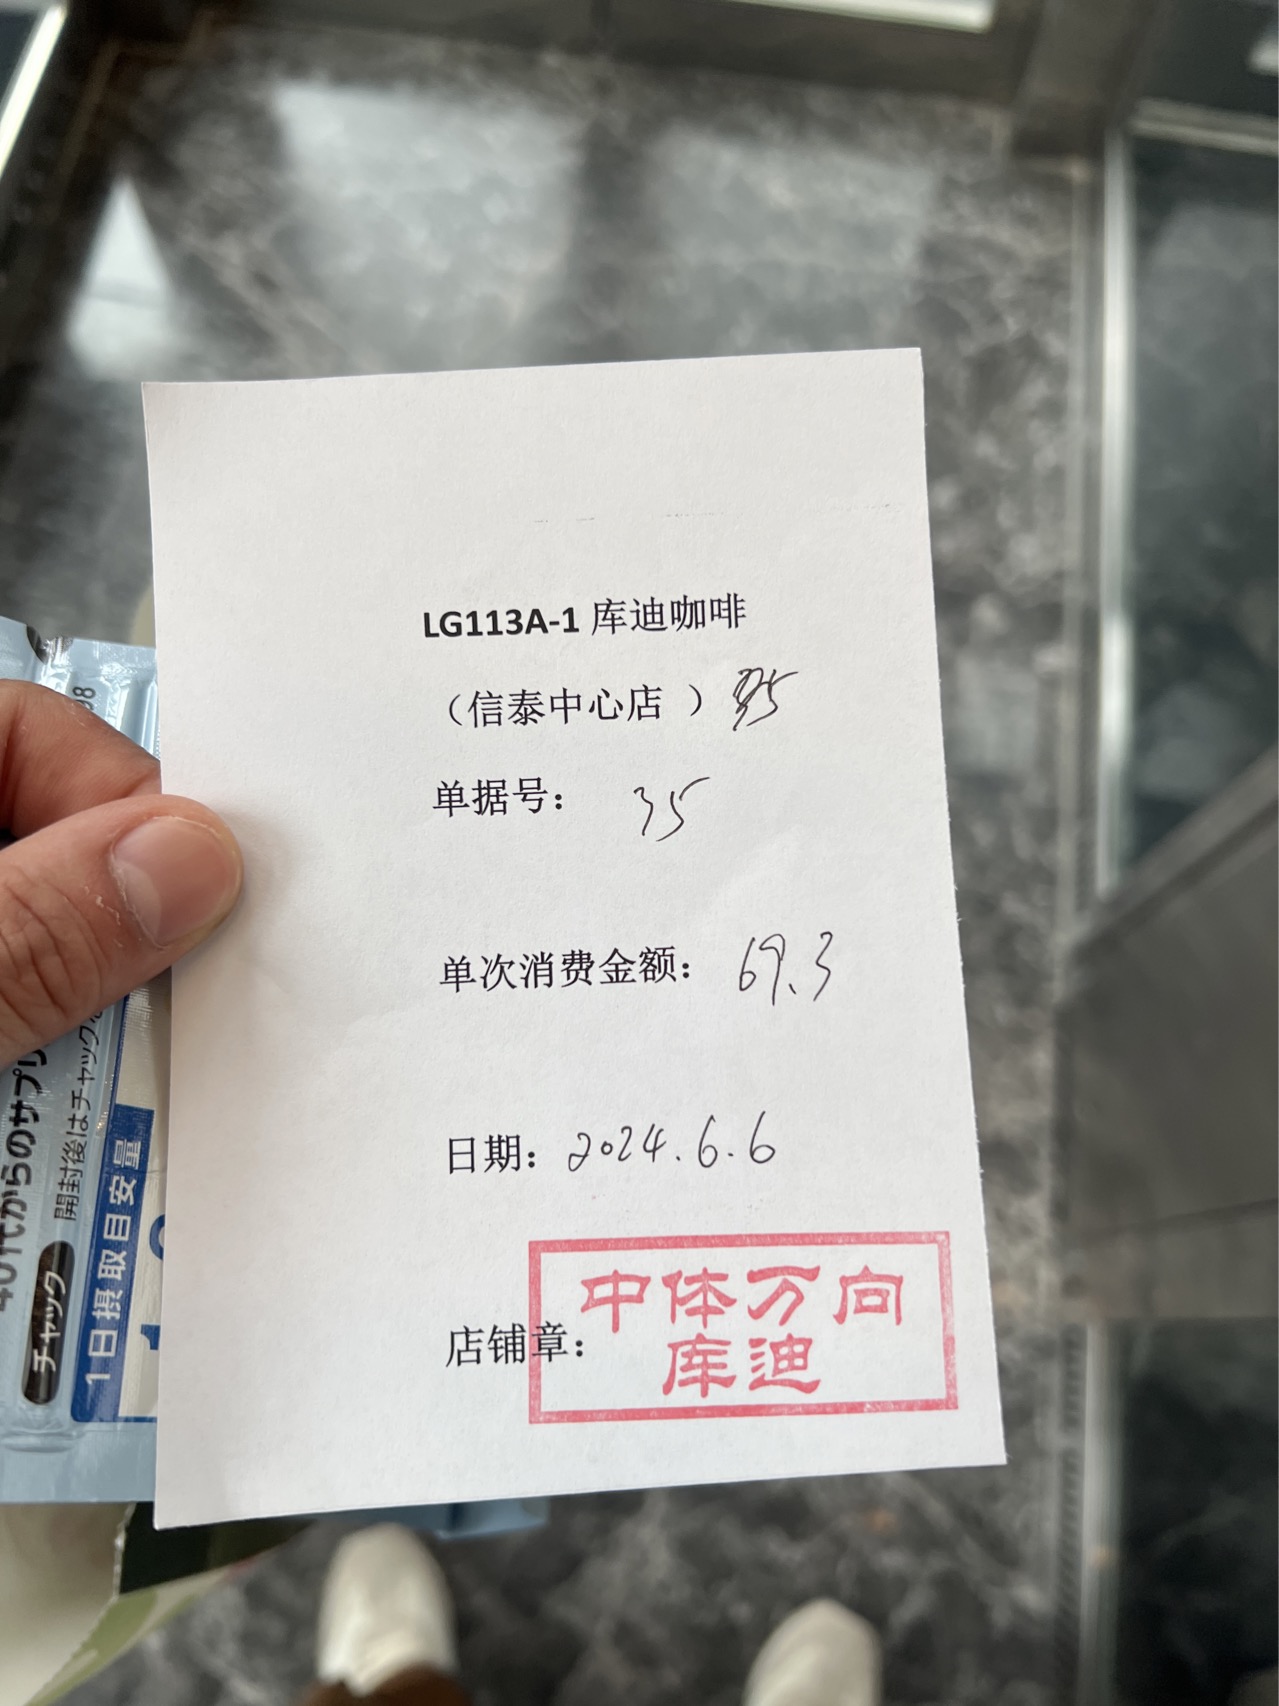 LG113A-1 库迪咖啡
（信泰中心店 ）
单据号： 35
单次消费金额： 69.3
日期：2024.6.6
店铺章：
中体万向
库迪
40代からのサプリ
チャック
開封後はチャック
1日摂取目安量